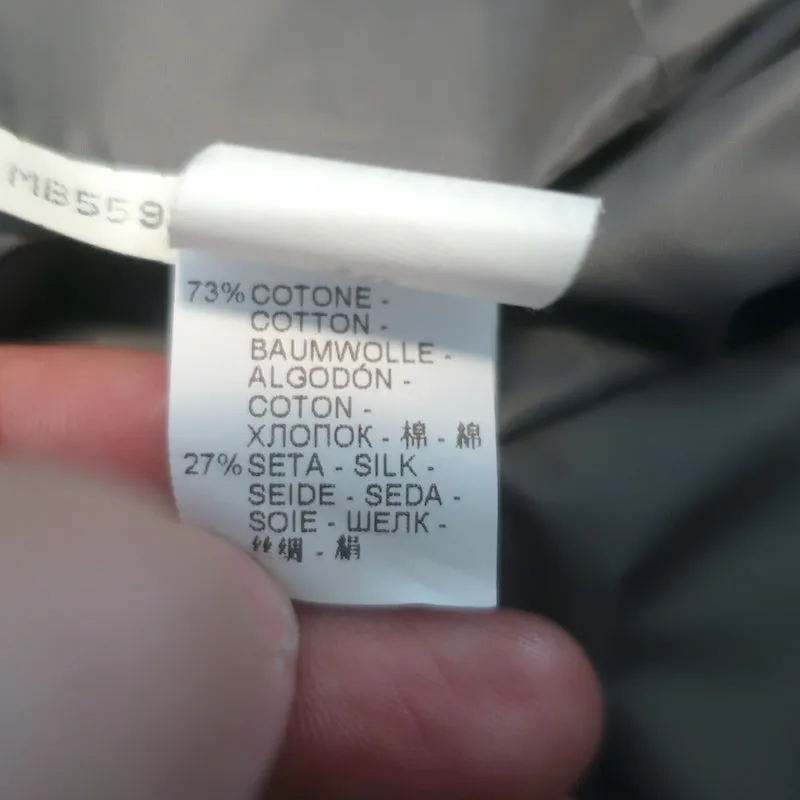 MB559
73% COTONE -
COTTON -
BAUMWOLLE -
ALGODÓN -
COTON -
ХЛОПОК - 棉 - 綿
27% SETA - SILK -
SEIDE - SEDA -
SOIE - ШЕЛК -
丝绸 - 絹